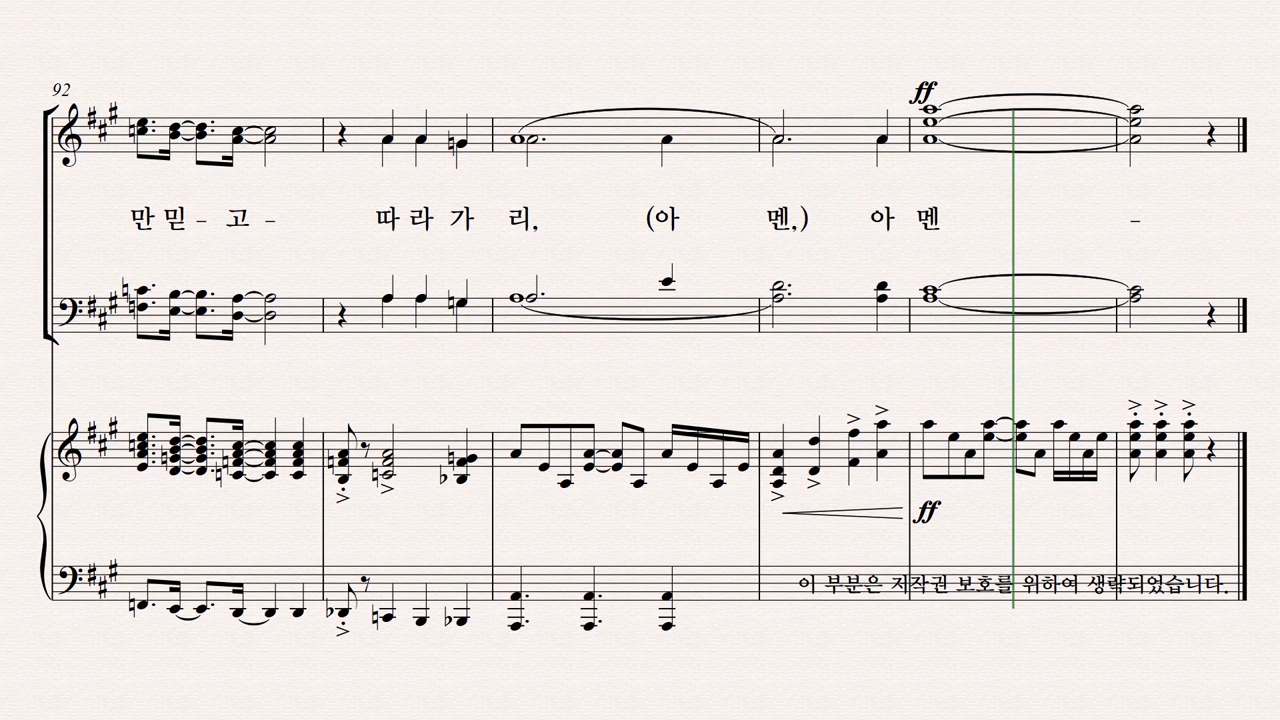 92
ff
만 믿 - 고 - 따 라 가 리, (아 멘,) 아 멘 -
ff
이 부분은 저작권 보호를 위하여 생략되었습니다.